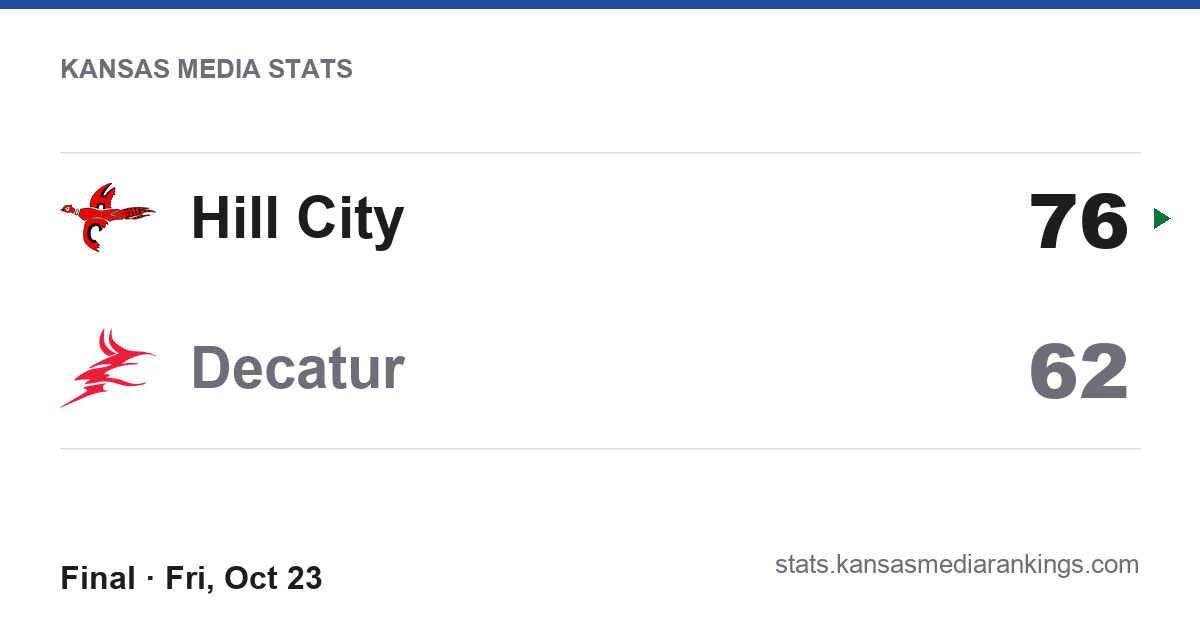 KANSAS MEDIA STATS
Hill City 76
Decatur 62
Final · Fri, Oct 23
stats.kansasmediarankings.com